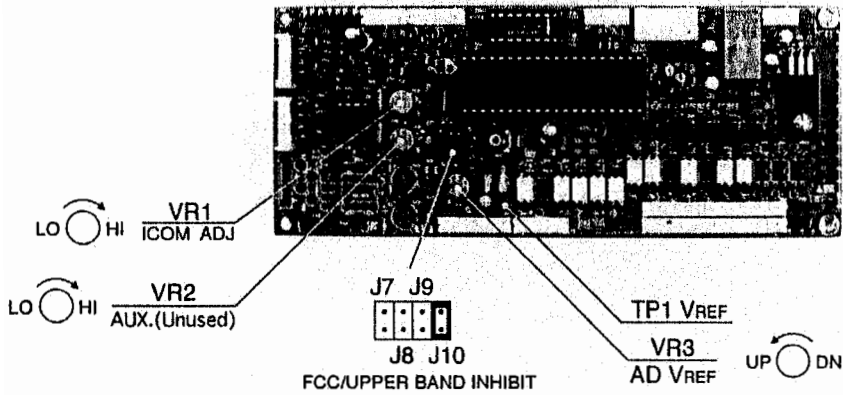 LO HI VR1
ICOM ADJ
LO HI VR2
AUX.(Unused)
J7 J9
J8 J10
FCC/UPPER BAND INHIBIT
TP1 VREF
VR3
AD VREF
UP DN